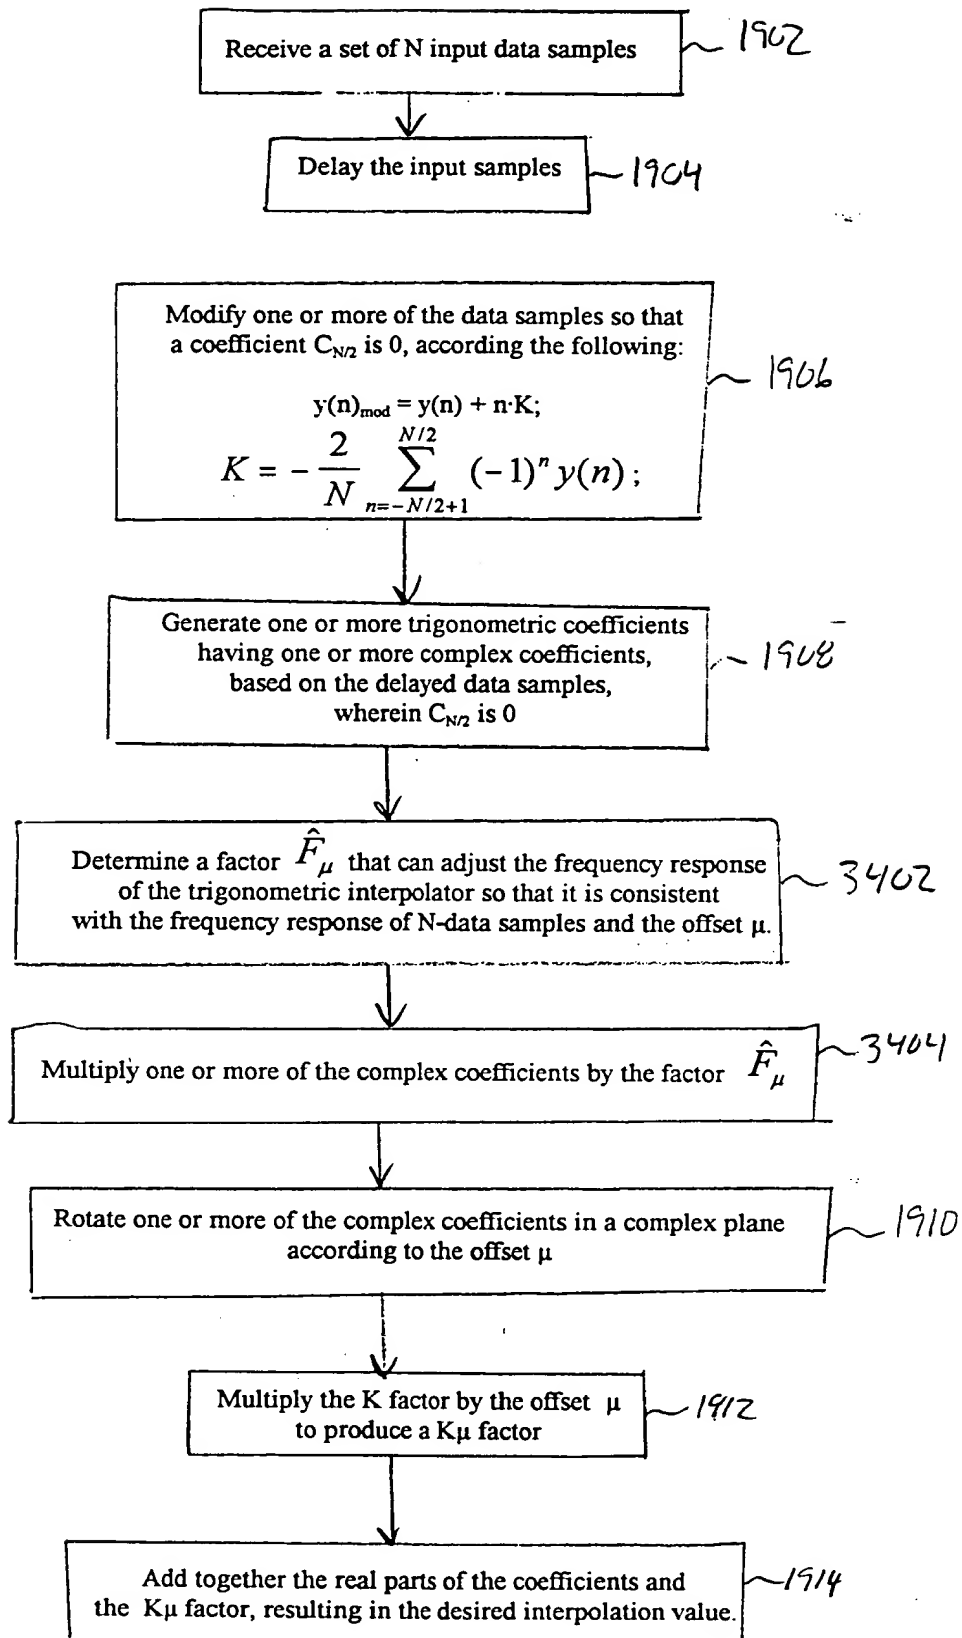 Receive a set of N input data samples
1902
Delay the input samples
1904
Modify one or more of the data samples so that
a coefficient C_{N/2} is 0, according the following:
1906
y(n)_{mod} = y(n) + n·K;
K = - \frac{2}{N} \sum_{n=-N/2+1}^{N/2} (-1)^n y(n) ;
Generate one or more trigonometric coefficients
having one or more complex coefficients,
1908
based on the delayed data samples,
wherein C_{N/2} is 0
Determine a factor \hat{F}_μ that can adjust the frequency response
of the trigonometric interpolator so that it is consistent
3402
with the frequency response of N-data samples and the offset μ.
Multiply one or more of the complex coefficients by the factor \hat{F}_μ
3404
Rotate one or more of the complex coefficients in a complex plane
according to the offset μ
1910
Multiply the K factor by the offset μ
to produce a Kμ factor
1912
Add together the real parts of the coefficients and
the Kμ factor, resulting in the desired interpolation value.
1914